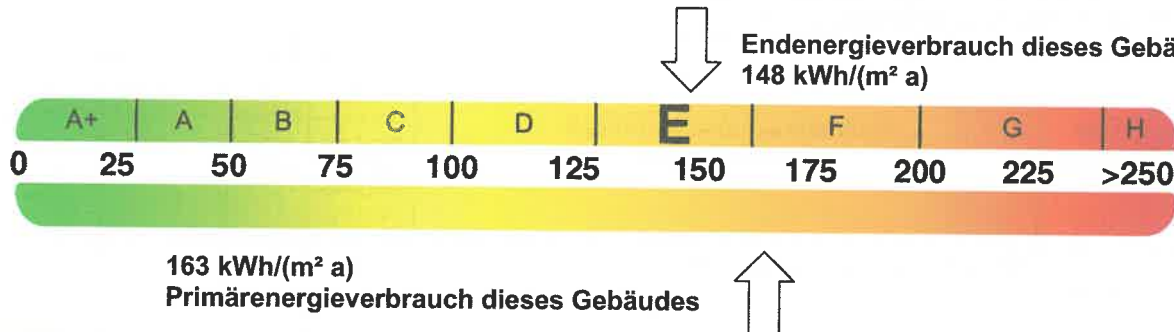 Endenergieverbrauch dieses Gebä
148 kWh/(m² a)
A+ A B C D E F G H
0 25 50 75 100 125 150 175 200 225 >250
163 kWh/(m² a)
Primärenergieverbrauch dieses Gebäudes